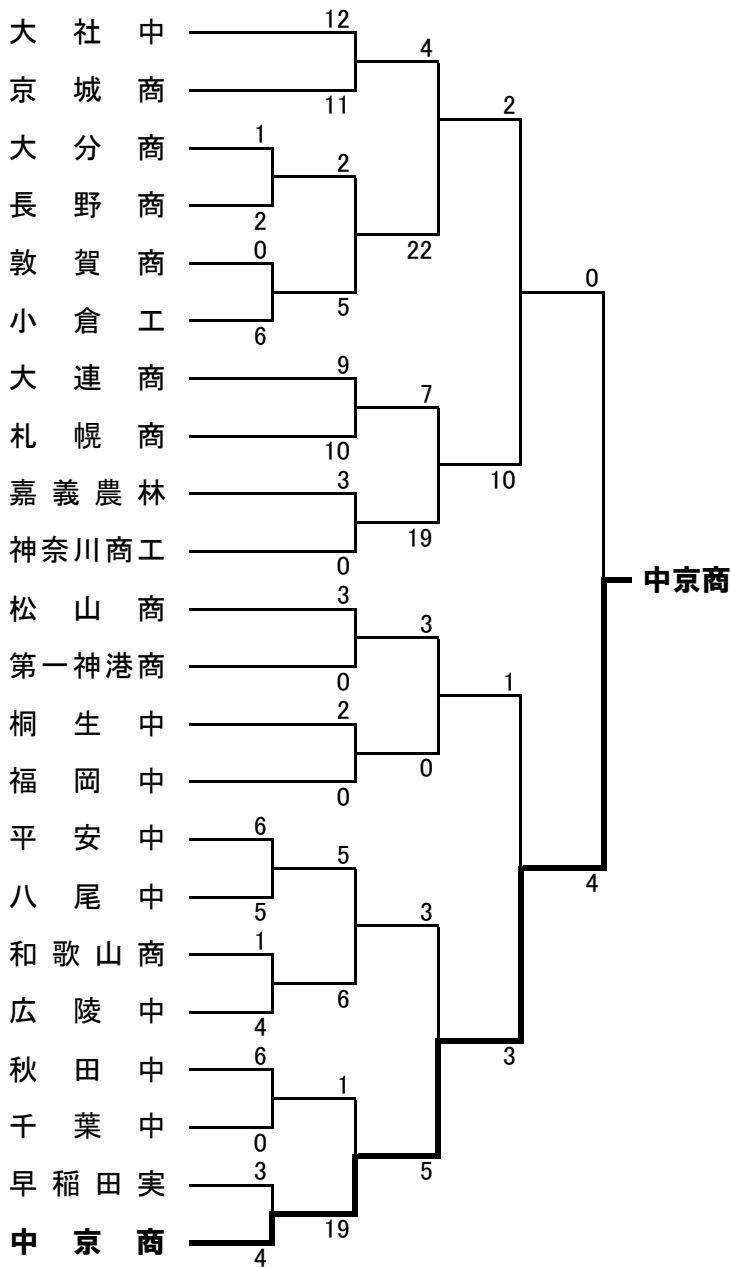 12
大社中
4
京城商
11
2
1
大分商
2
長野商
2
0
22
敦賀商
0
小倉工
6
5
9
大連商
7
札幌商
10
10
3
嘉義農林
19
神奈川商工
0
中京商
3
松山商
3
第一神港商
0
1
2
桐生中
0
福岡中
0
6
平安中
5
4
八尾中
5
3
1
和歌山商
6
広陵中
4
6
秋田中
3
1
千葉中
0
3
5
早稲田実
19
中京商
4